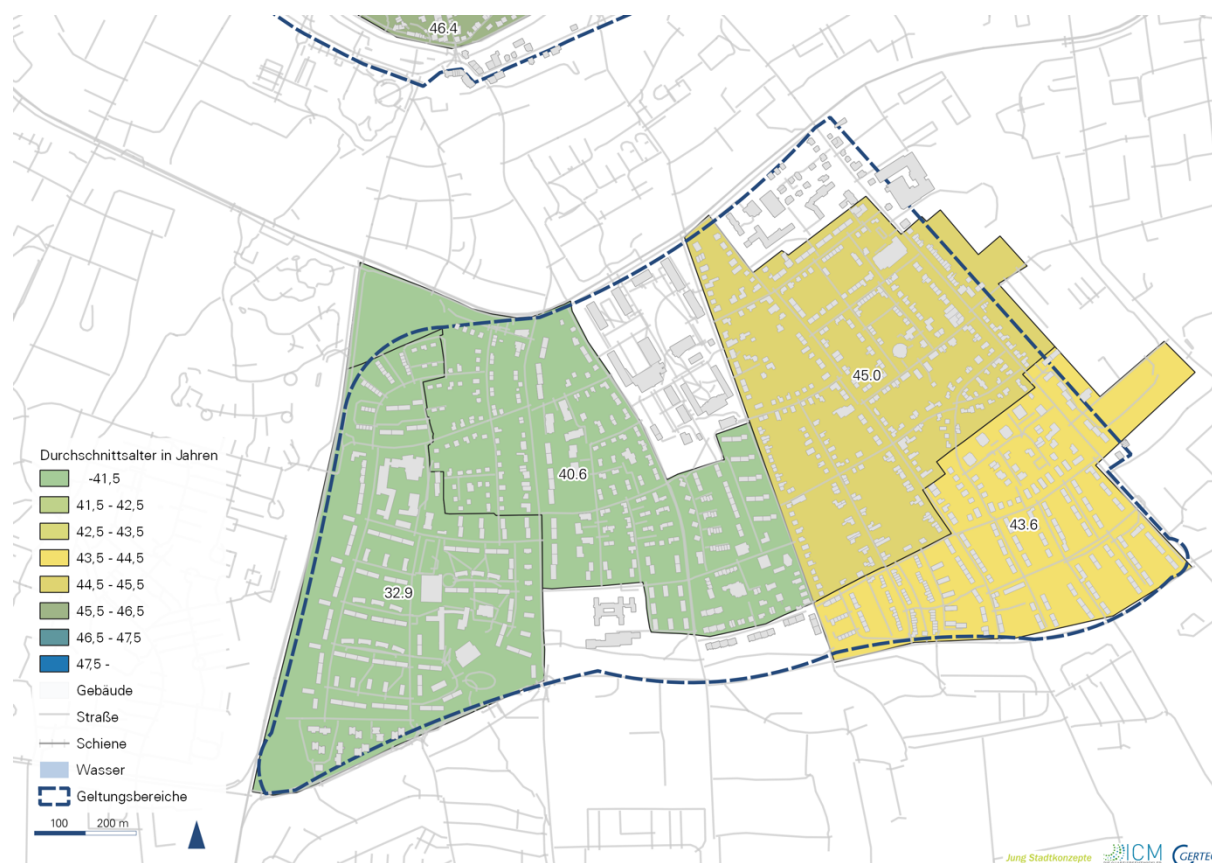 46.4
45.0
40.6
43.6
32.9
Durchschnittsalter in Jahren
-41,5
41,5 - 42,5
42,5 - 43,5
43,5 - 44,5
44,5 - 45,5
45,5 - 46,5
46,5 - 47,5
47,5 -
Gebäude
Straße
Schiene
Wasser
Geltungsbereiche
100 200 m
Jung Stadtkonzepte ICM GERTE